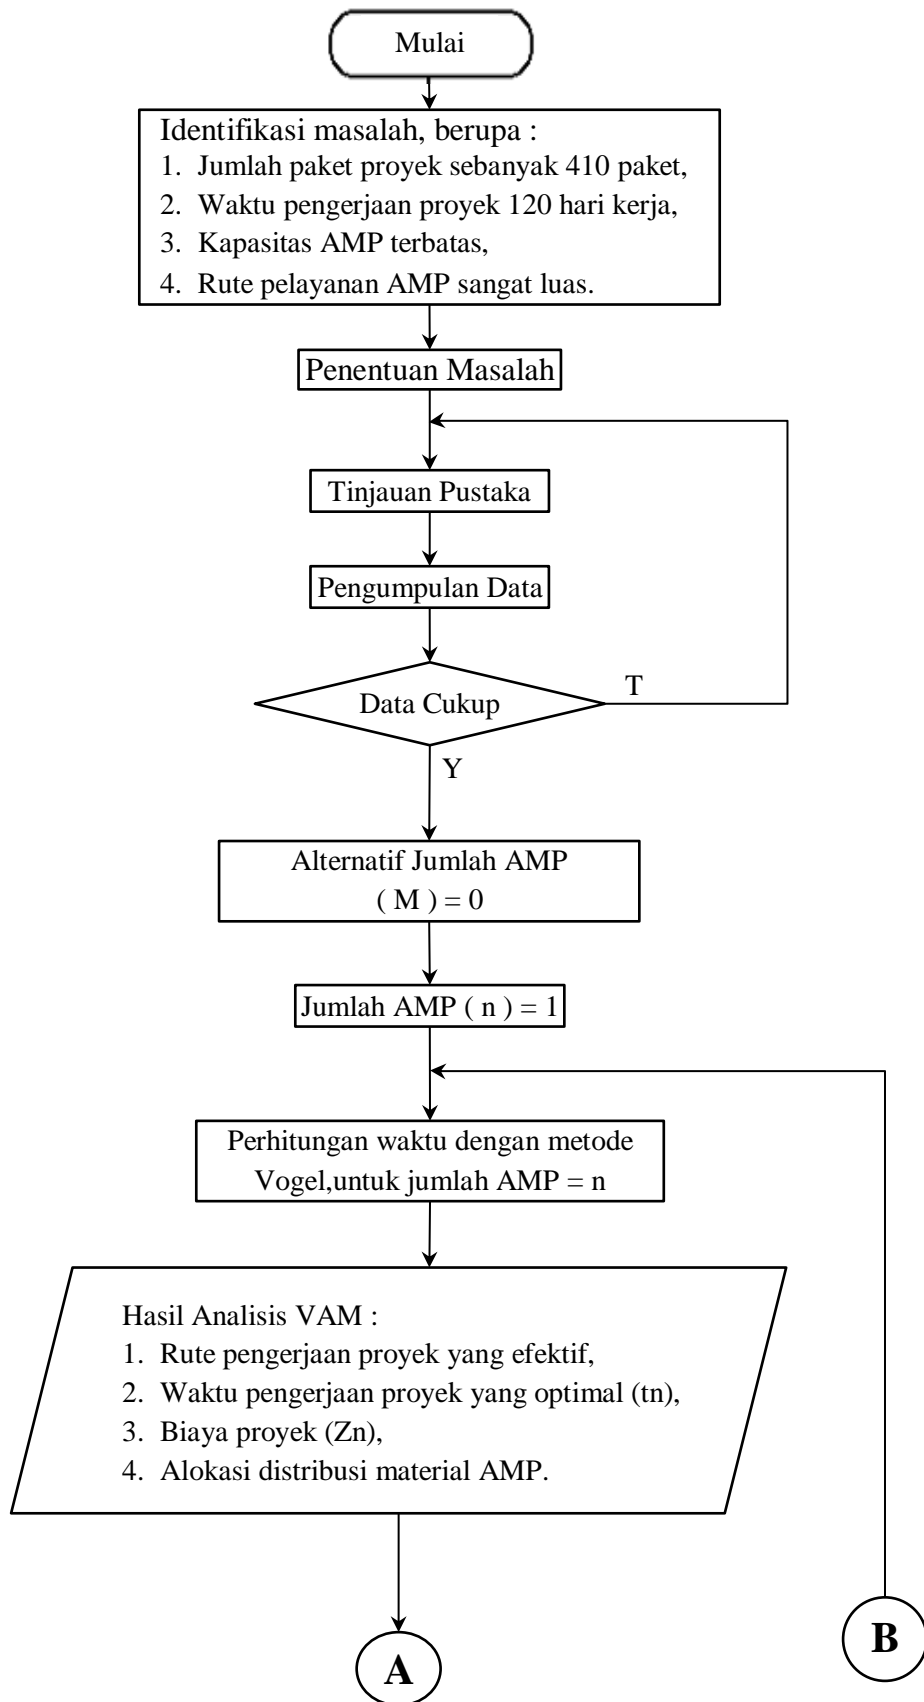 Mulai
Identifikasi masalah, berupa :
1. Jumlah paket proyek sebanyak 410 paket,
2. Waktu pengerjaan proyek 120 hari kerja,
3. Kapasitas AMP terbatas,
4. Rute pelayanan AMP sangat luas.
Penentuan Masalah
Tinjauan Pustaka
Pengumpulan Data
Data Cukup
T
Y
Alternatif Jumlah AMP
( M ) = 0
Jumlah AMP ( n ) = 1
Perhitungan waktu dengan metode
Vogel,untuk jumlah AMP = n
Hasil Analisis VAM :
1. Rute pengerjaan proyek yang efektif,
2. Waktu pengerjaan proyek yang optimal (tn),
3. Biaya proyek (Zn),
4. Alokasi distribusi material AMP.
B
A